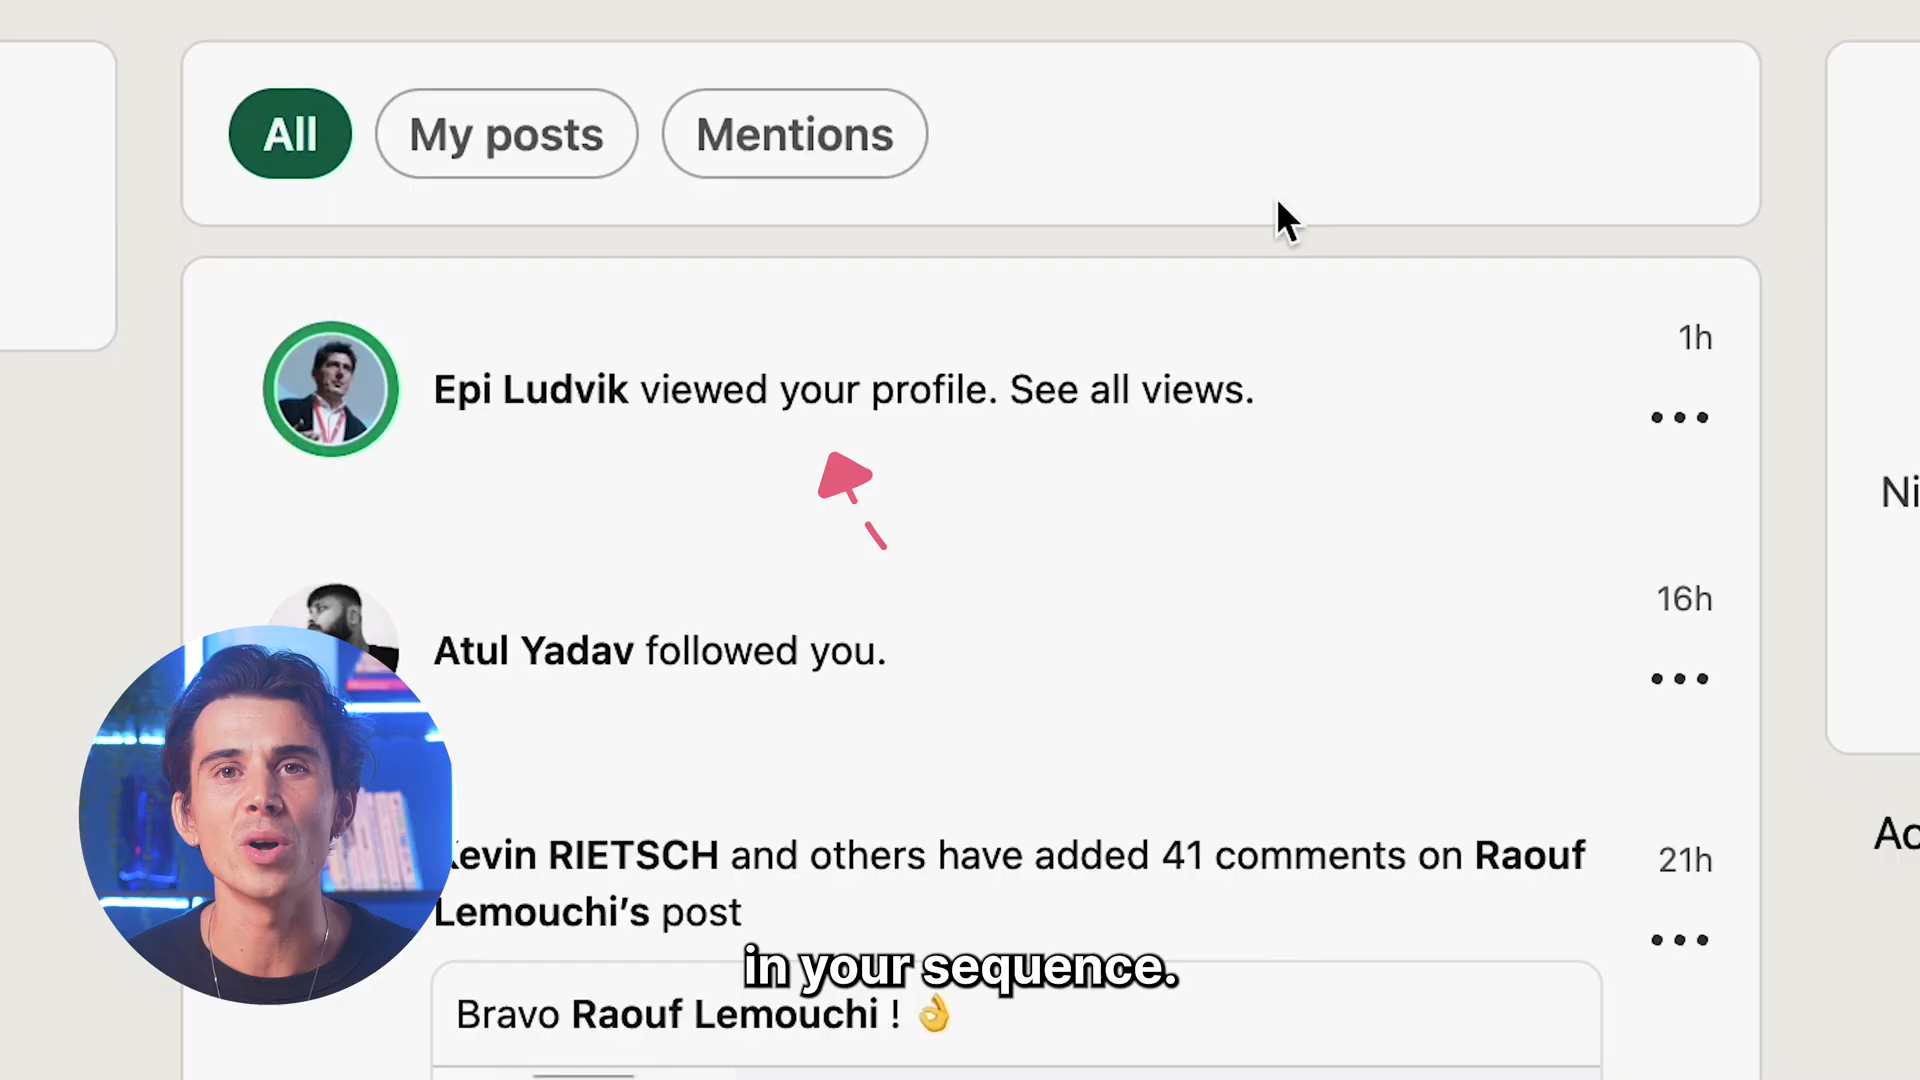 All
My posts
Mentions
1h
Epi Ludvik viewed your profile. See all views.
Ni
16h
Atul Yadav followed you.
Ac
Kevin RIETSCH and others have added 41 comments on Raouf
21h
Lemouchi’s post
in your sequence.
Bravo Raouf Lemouchi ! 👌